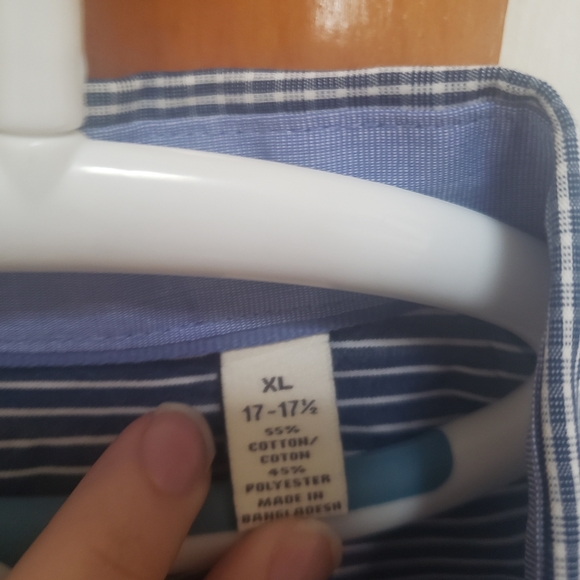 XL
17-17½
55%
COTTON/
COTON
45%
POLYESTER
MADE IN
BANGLADESH